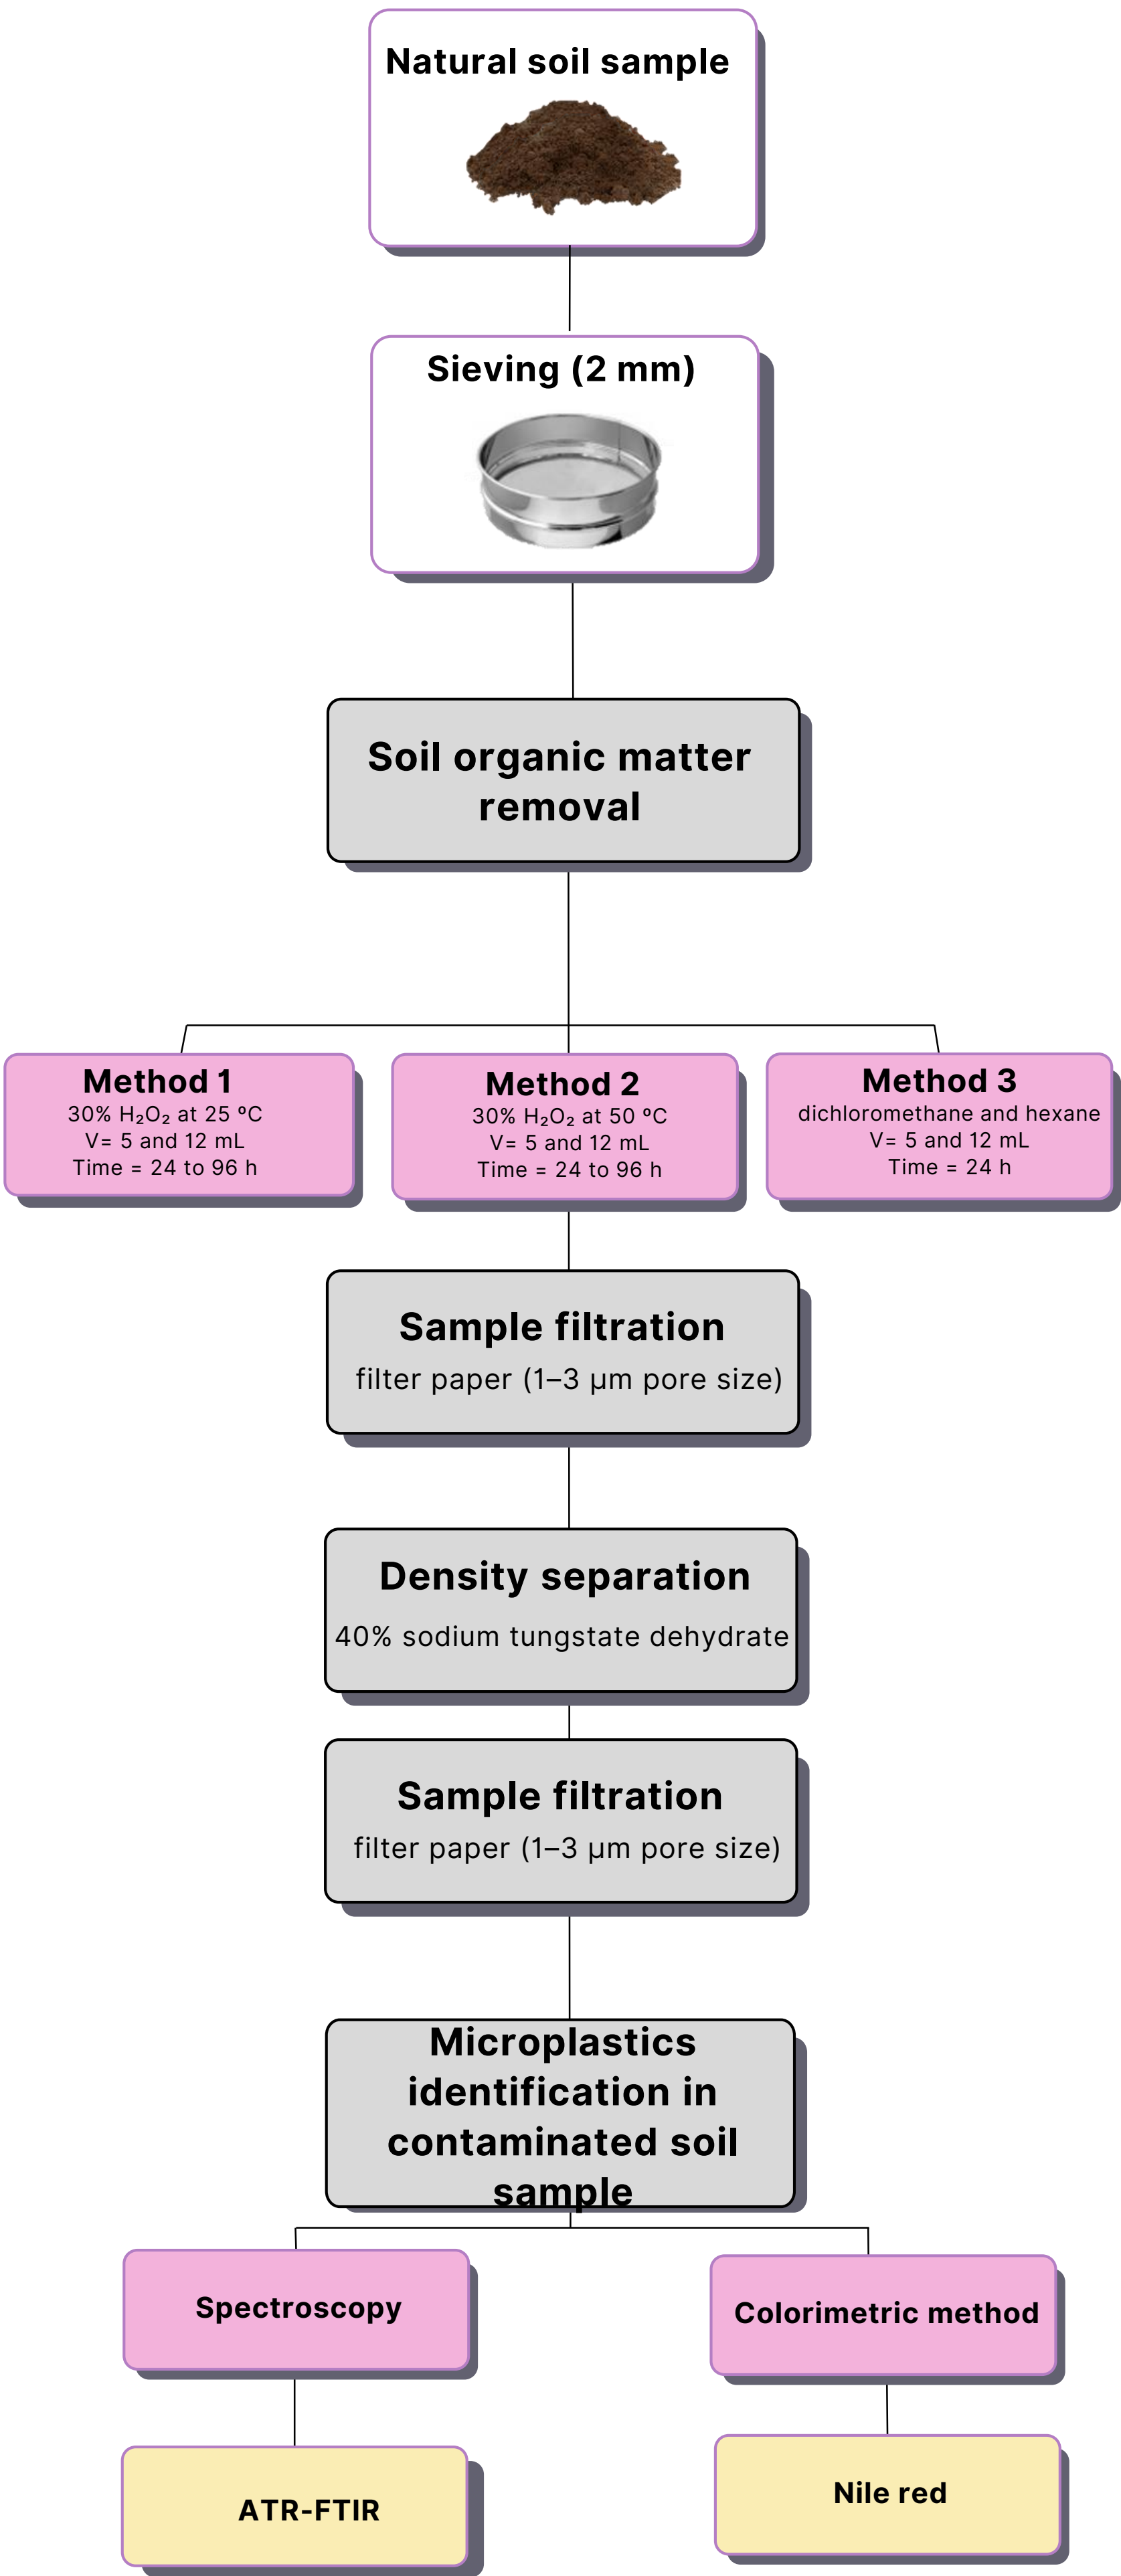 Natural soil sample
Sieving (2 mm)
Soil organic matter
removal
Method 1
30% H₂O₂ at 25 ºC
V= 5 and 12 mL
Time = 24 to 96 h
Method 2
30% H₂O₂ at 50 ºC
V= 5 and 12 mL
Time = 24 to 96 h
Method 3
dichloromethane and hexane
V= 5 and 12 mL
Time = 24 h
Sample filtration
filter paper (1–3 µm pore size)
Density separation
40% sodium tungstate dehydrate
Sample filtration
filter paper (1–3 µm pore size)
Microplastics
identification in
contaminated soil
sample
Spectroscopy
Colorimetric method
ATR-FTIR
Nile red